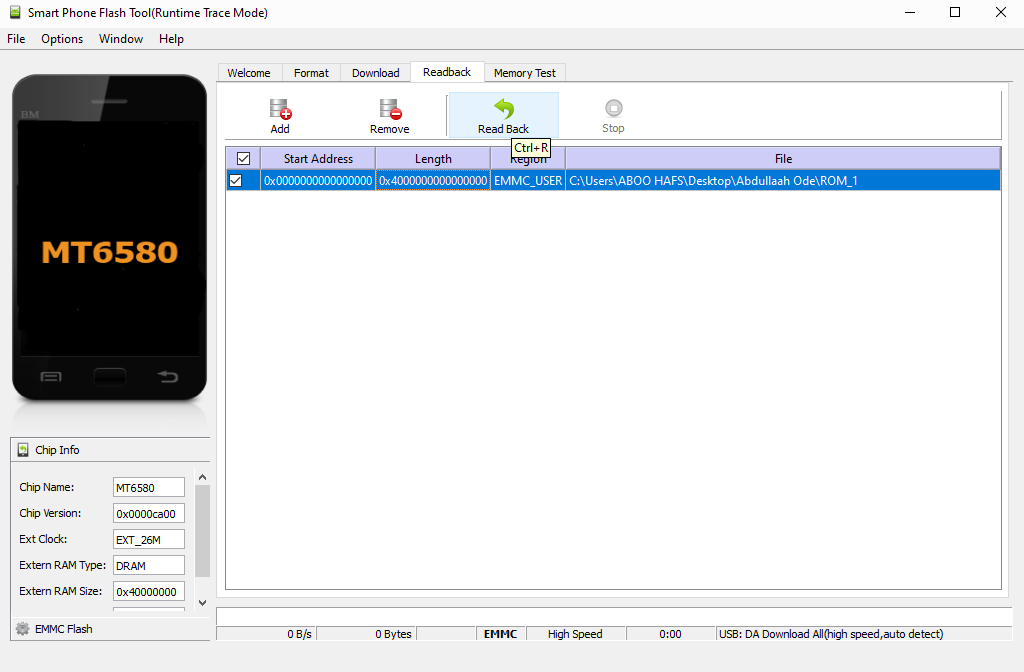 Smart Phone Flash Tool(Runtime Trace Mode)
File Options Window Help
Welcome Format Download Readback Memory Test
BM
Add Remove Read Back Stop
Ctrl+R
Start Address Length Region File
0x0000000000000000 0x4000000000000000 EMMC_USER C:\Users\ABOO HAFS\Desktop\Abdullaah Ode\ROM_1
MT6580
Chip Info
Chip Name: MT6580
Chip Version: 0x0000ca00
Ext Clock: EXT_26M
Extern RAM Type: DRAM
Extern RAM Size: 0x40000000
EMMC Flash
0 B/s 0 Bytes EMMC High Speed 0:00 USB: DA Download All(high speed,auto detect)